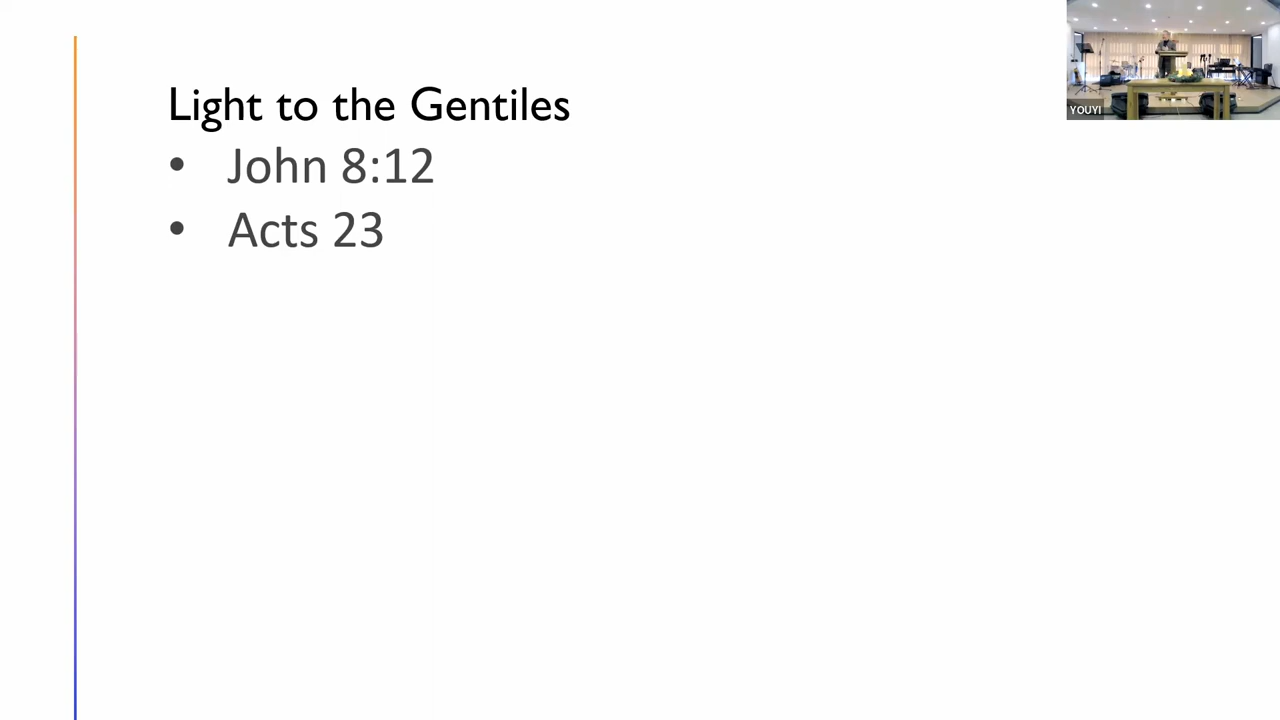 Light to the Gentiles
• John 8:12
• Acts 23
YOUYI